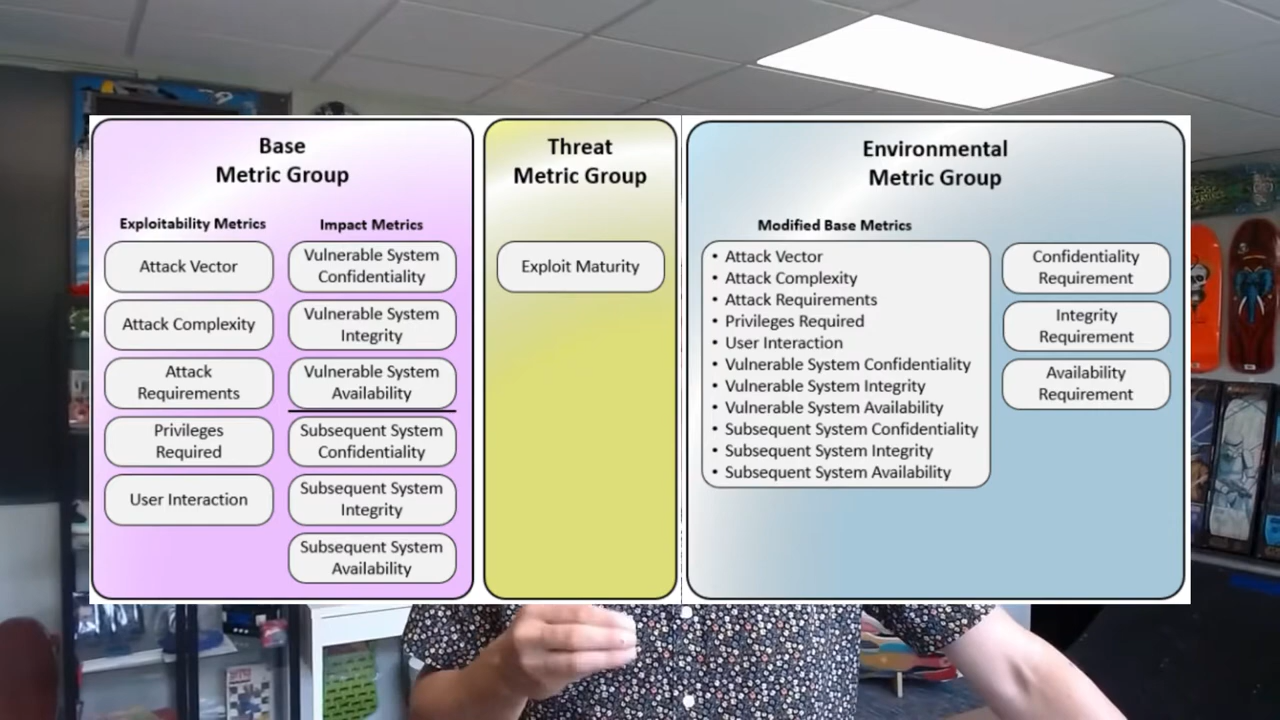 Base
Metric Group
Exploitability Metrics
Impact Metrics
Attack Vector
Attack Complexity
Attack
Requirements
Privileges
Required
User Interaction
Vulnerable System
Confidentiality
Vulnerable System
Integrity
Vulnerable System
Availability
Subsequent System
Confidentiality
Subsequent System
Integrity
Subsequent System
Availability
Threat
Metric Group
Exploit Maturity
Environmental
Metric Group
Modified Base Metrics
• Attack Vector
• Attack Complexity
• Attack Requirements
• Privileges Required
• User Interaction
• Vulnerable System Confidentiality
• Vulnerable System Integrity
• Vulnerable System Availability
• Subsequent System Confidentiality
• Subsequent System Integrity
• Subsequent System Availability
Confidentiality
Requirement
Integrity
Requirement
Availability
Requirement